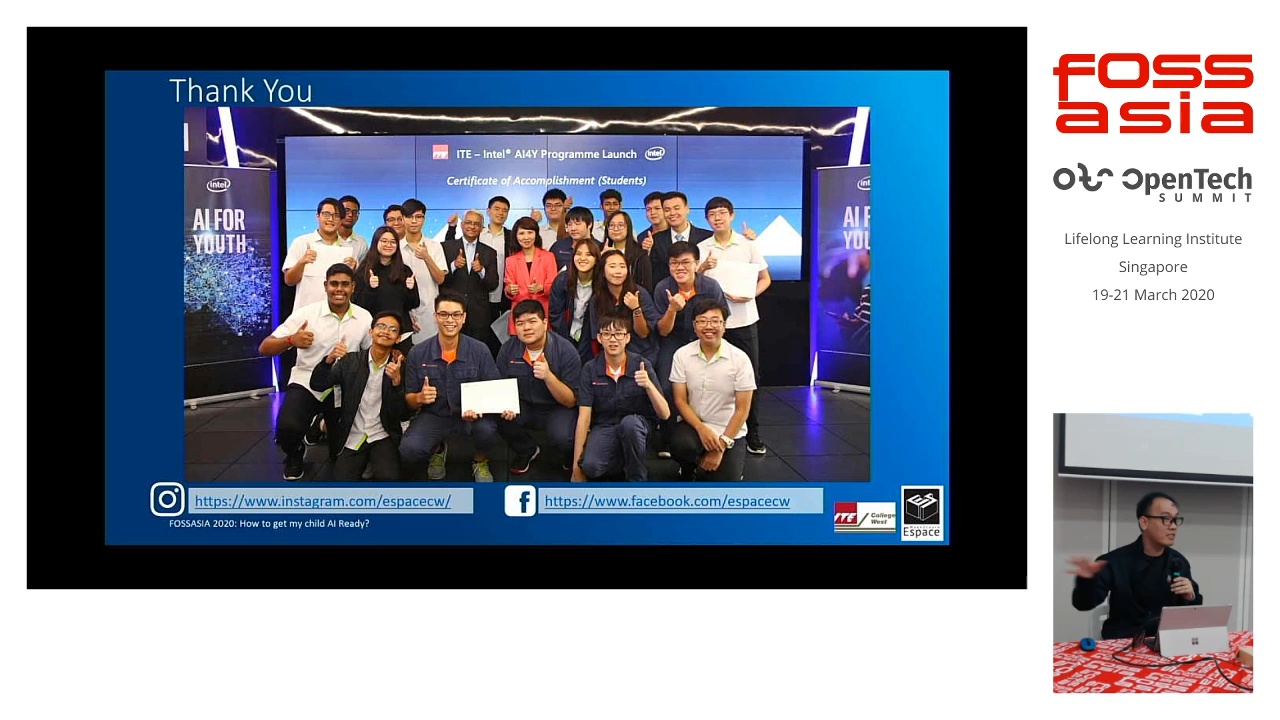 Thank You
ITE
ITE – Intel® AI4Y Programme Launch
intel
Certificate of Accomplishment (Students)
intel
AI FOR
YOUTH
https://www.instagram.com/espacecw/
https://www.facebook.com/espacecw
FOSSASIA 2020: How to get my child AI Ready?
ITE
College
West
Espace
foss
asia
OpenTech
SUMMIT
Lifelong Learning Institute
Singapore
19-21 March 2020